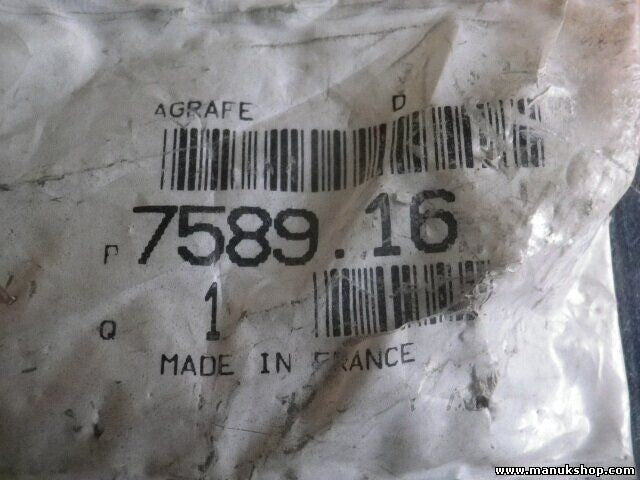 AGRAFE D
P 7589.16
Q 1
MADE IN FRANCE
www.manukshop.com